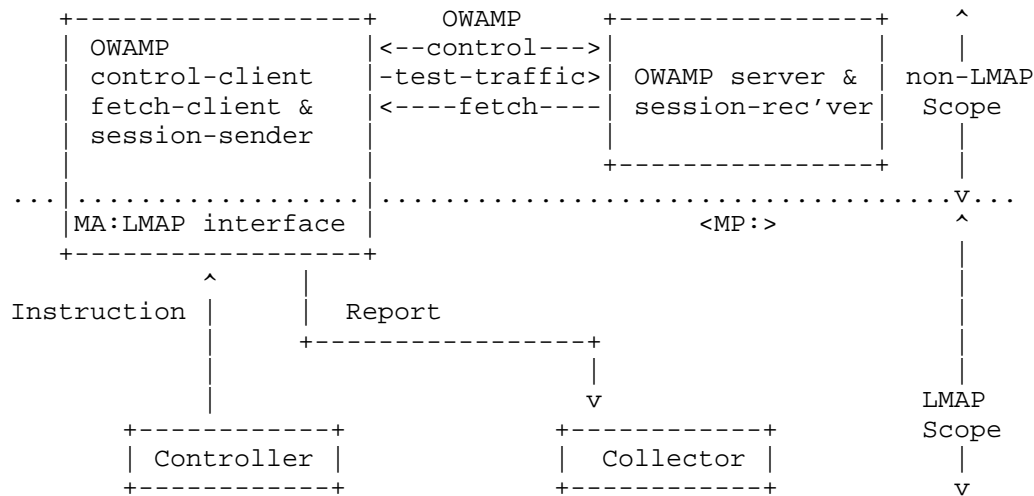 +------------------+    OWAMP     +----------------+     ^
| OWAMP            |<--control--->|                |     |
| control-client   |-test-traffic>| OWAMP server & | non-LMAP
| fetch-client &   |<----fetch----| session-rec'ver|  Scope
| session-sender   |              |                |     |
|                  |              +----------------+     |
...|..................|....................................v...
|MA:LMAP interface |                    <MP:>            ^
+------------------+                                     |
^     |                                            |
Instruction |     |  Report                                    |
|     +------------------+                         |
|                        |                         |
|                        v                       LMAP
+------------+             +------------+              Scope
| Controller |             |  Collector |                |
+------------+             +------------+                v